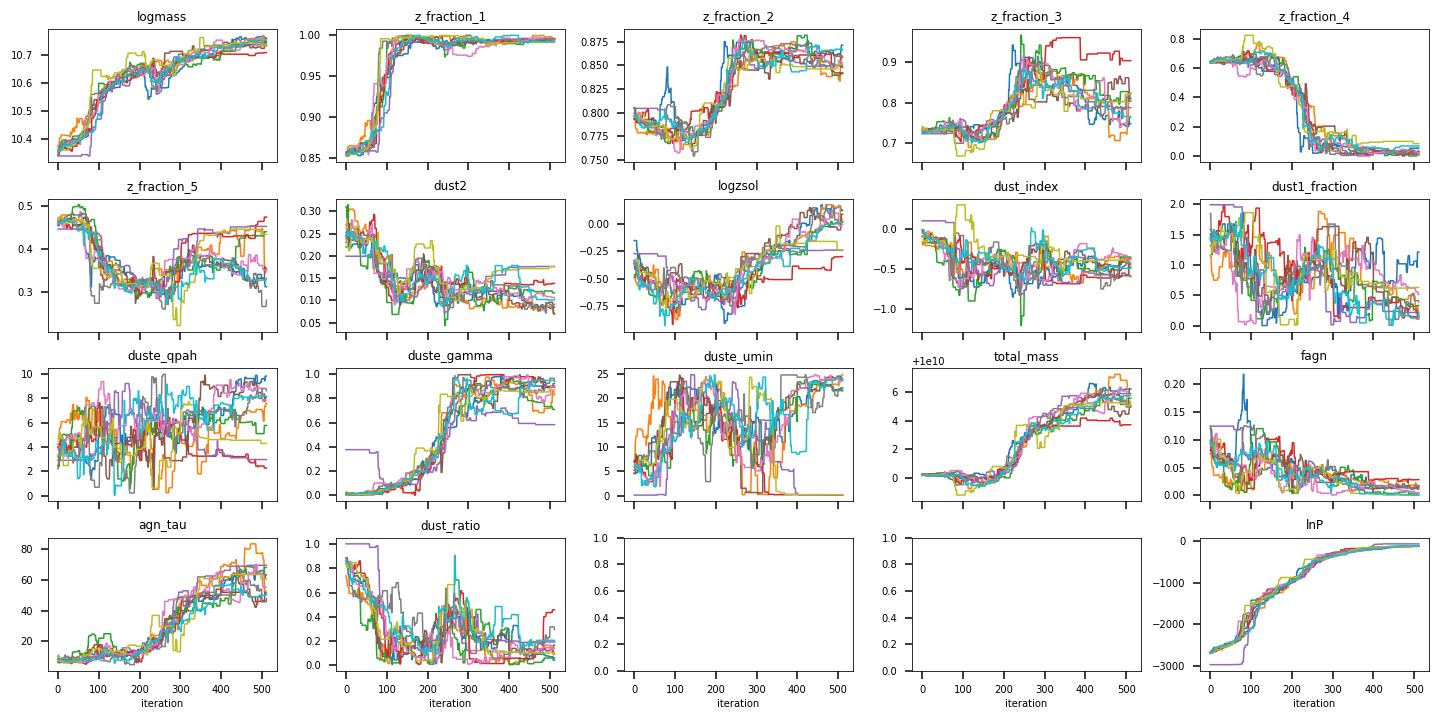 logmass z_fraction_1 z_fraction_2 z_fraction_3 z_fraction_4
10.7 1.00 0.875 0.9 0.8
10.6 0.95 0.850 0.8 0.6
10.5 0.90 0.825 0.7 0.4
10.4 0.85 0.800 0.2
0.775 0.0
0.750
z_fraction_5 dust2 logzsol dust_index dust1_fraction
0.5 0.30 0.00 0.0 2.0
0.4 0.25 −0.25 −0.5 1.5
0.3 0.20 −0.50 −1.0 1.0
0.15 −0.75 0.5
0.10 0.0
0.05
duste_qpah duste_gamma duste_umin total_mass fagn
+1e10
10 1.0 25 6 0.20
8 0.8 20 4 0.15
6 0.6 15 2 0.10
4 0.4 10 0 0.05
2 0.2 5 0.00
0 0.0 0
agn_tau dust_ratio lnP
80 1.0 1.0 1.0 0
60 0.8 0.8 0.8 −1000
40 0.6 0.6 0.6 −2000
20 0.4 0.4 0.4 −3000
0.2 0.2 0.2
0.0 0.0 0.0
0 100 200 300 400 500 0 100 200 300 400 500 0 100 200 300 400 500 0 100 200 300 400 500 0 100 200 300 400 500
iteration iteration iteration iteration iteration